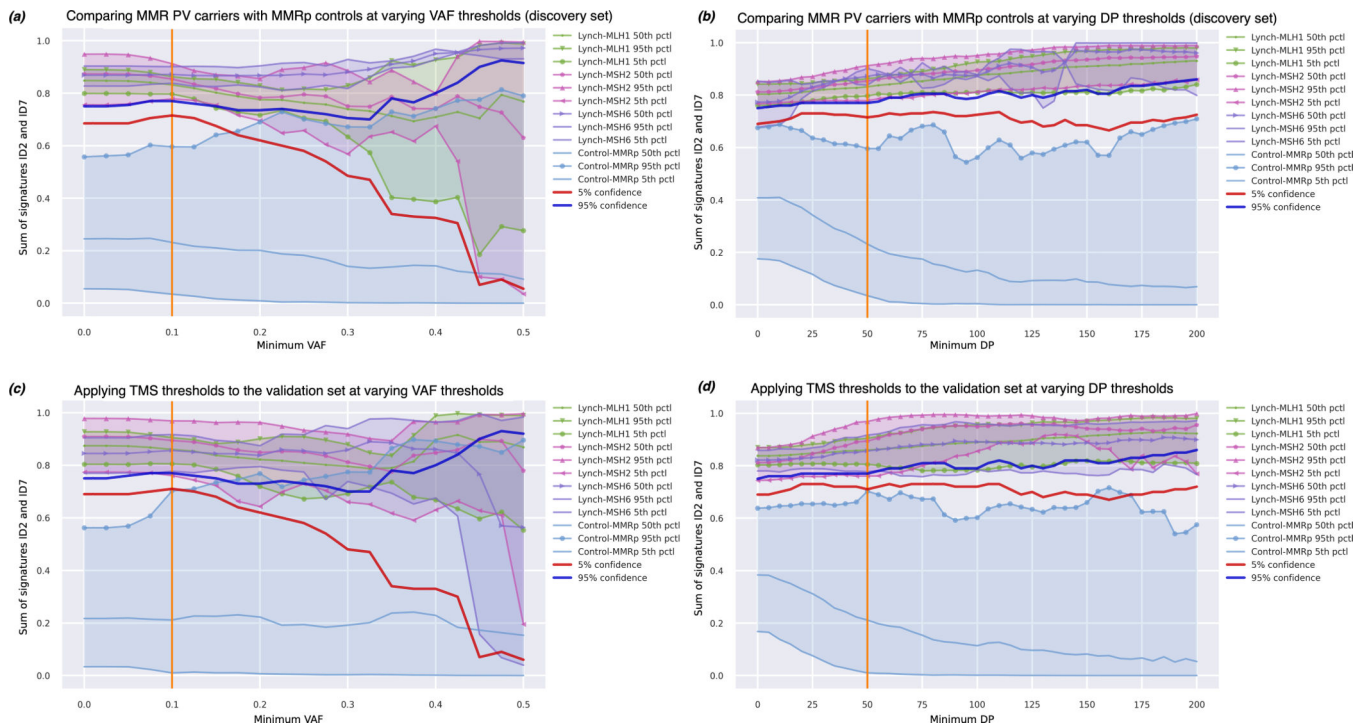 (a) Comparing MMR PV carriers with MMRp controls at varying VAF thresholds (discovery set)
Sum of signatures ID2 and ID7
1.0
0.8
0.6
0.4
0.2
0.0
0.0 0.1 0.2 0.3 0.4 0.5
Minimum VAF
Lynch-MLH1 50th pctl
Lynch-MLH1 95th pctl
Lynch-MLH1 5th pctl
Lynch-MSH2 50th pctl
Lynch-MSH2 95th pctl
Lynch-MSH2 5th pctl
Lynch-MSH6 50th pctl
Lynch-MSH6 95th pctl
Lynch-MSH6 5th pctl
Control-MMRp 50th pctl
Control-MMRp 95th pctl
Control-MMRp 5th pctl
5% confidence
95% confidence
(b) Comparing MMR PV carriers with MMRp controls at varying DP thresholds (discovery set)
Sum of signatures ID2 and ID7
1.0
0.8
0.6
0.4
0.2
0.0
0 25 50 75 100 125 150 175 200
Minimum DP
Lynch-MLH1 50th pctl
Lynch-MLH1 95th pctl
Lynch-MLH1 5th pctl
Lynch-MSH2 50th pctl
Lynch-MSH2 95th pctl
Lynch-MSH2 5th pctl
Lynch-MSH6 50th pctl
Lynch-MSH6 95th pctl
Lynch-MSH6 5th pctl
Control-MMRp 50th pctl
Control-MMRp 95th pctl
Control-MMRp 5th pctl
5% confidence
95% confidence
(c) Applying TMS thresholds to the validation set at varying VAF thresholds
Sum of signatures ID2 and ID7
1.0
0.8
0.6
0.4
0.2
0.0
0.0 0.1 0.2 0.3 0.4 0.5
Minimum VAF
Lynch-MLH1 50th pctl
Lynch-MLH1 95th pctl
Lynch-MLH1 5th pctl
Lynch-MSH2 50th pctl
Lynch-MSH2 95th pctl
Lynch-MSH2 5th pctl
Lynch-MSH6 50th pctl
Lynch-MSH6 95th pctl
Lynch-MSH6 5th pctl
Control-MMRp 50th pctl
Control-MMRp 95th pctl
Control-MMRp 5th pctl
5% confidence
95% confidence
(d) Applying TMS thresholds to the validation set at varying DP thresholds
Sum of signatures ID2 and ID7
1.0
0.8
0.6
0.4
0.2
0.0
0 25 50 75 100 125 150 175 200
Minimum DP
Lynch-MLH1 50th pctl
Lynch-MLH1 95th pctl
Lynch-MLH1 5th pctl
Lynch-MSH2 50th pctl
Lynch-MSH2 95th pctl
Lynch-MSH2 5th pctl
Lynch-MSH6 50th pctl
Lynch-MSH6 95th pctl
Lynch-MSH6 5th pctl
Control-MMRp 50th pctl
Control-MMRp 95th pctl
Control-MMRp 5th pctl
5% confidence
95% confidence